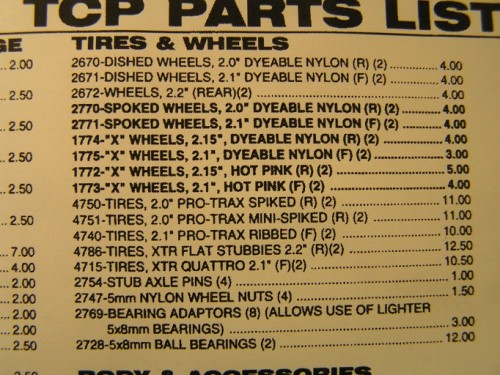 TCP PARTS LIST
GE
TIRES & WHEELS
2.00
2.50
2.50
2.50
2.50
7.00
4.00
2.00
2.00
2.00
2670-DISHED WHEELS, 2.0" DYEABLE NYLON (R) (2) 4.00
2671-DISHED WHEELS, 2.1" DYEABLE NYLON (F) (2) 4.00
2672-WHEELS, 2.2" (REAR)(2) 4.00
2770-SPOKED WHEELS, 2.0" DYEABLE NYLON (R) (2) 4.00
2771-SPOKED WHEELS, 2.1" DYEABLE NYLON (F) (2) 4.00
1774-"X" WHEELS, 2.15", DYEABLE NYLON (R) (2) 4.00
1775-"X" WHEELS, 2.1", DYEABLE NYLON (F) (2) 3.00
1772-"X" WHEELS, 2.15", HOT PINK (R) (2) 5.00
1773-"X" WHEELS, 2.1", HOT PINK (F) (2) 4.00
4750-TIRES, 2.0" PRO-TRAX SPIKED (R) (2) 11.00
4751-TIRES, 2.0" PRO-TRAX MINI-SPIKED (R) (2) 11.00
4740-TIRES, 2.1" PRO-TRAX RIBBED (F) (2) 10.00
4786-TIRES, XTR FLAT STUBBIES 2.2" (R)(2) 12.50
4715-TIRES, XTR QUATTRO 2.1" (F)(2) 10.50
2754-STUB AXLE PINS (4) 1.00
2747-5mm NYLON WHEEL NUTS (4) 1.50
2769-BEARING ADAPTORS (8) (ALLOWS USE OF LIGHTER
5x8mm BEARINGS) 3.00
2728-5x8mm BALL BEARINGS (2) 12.00
BODY & ACCESSORIES